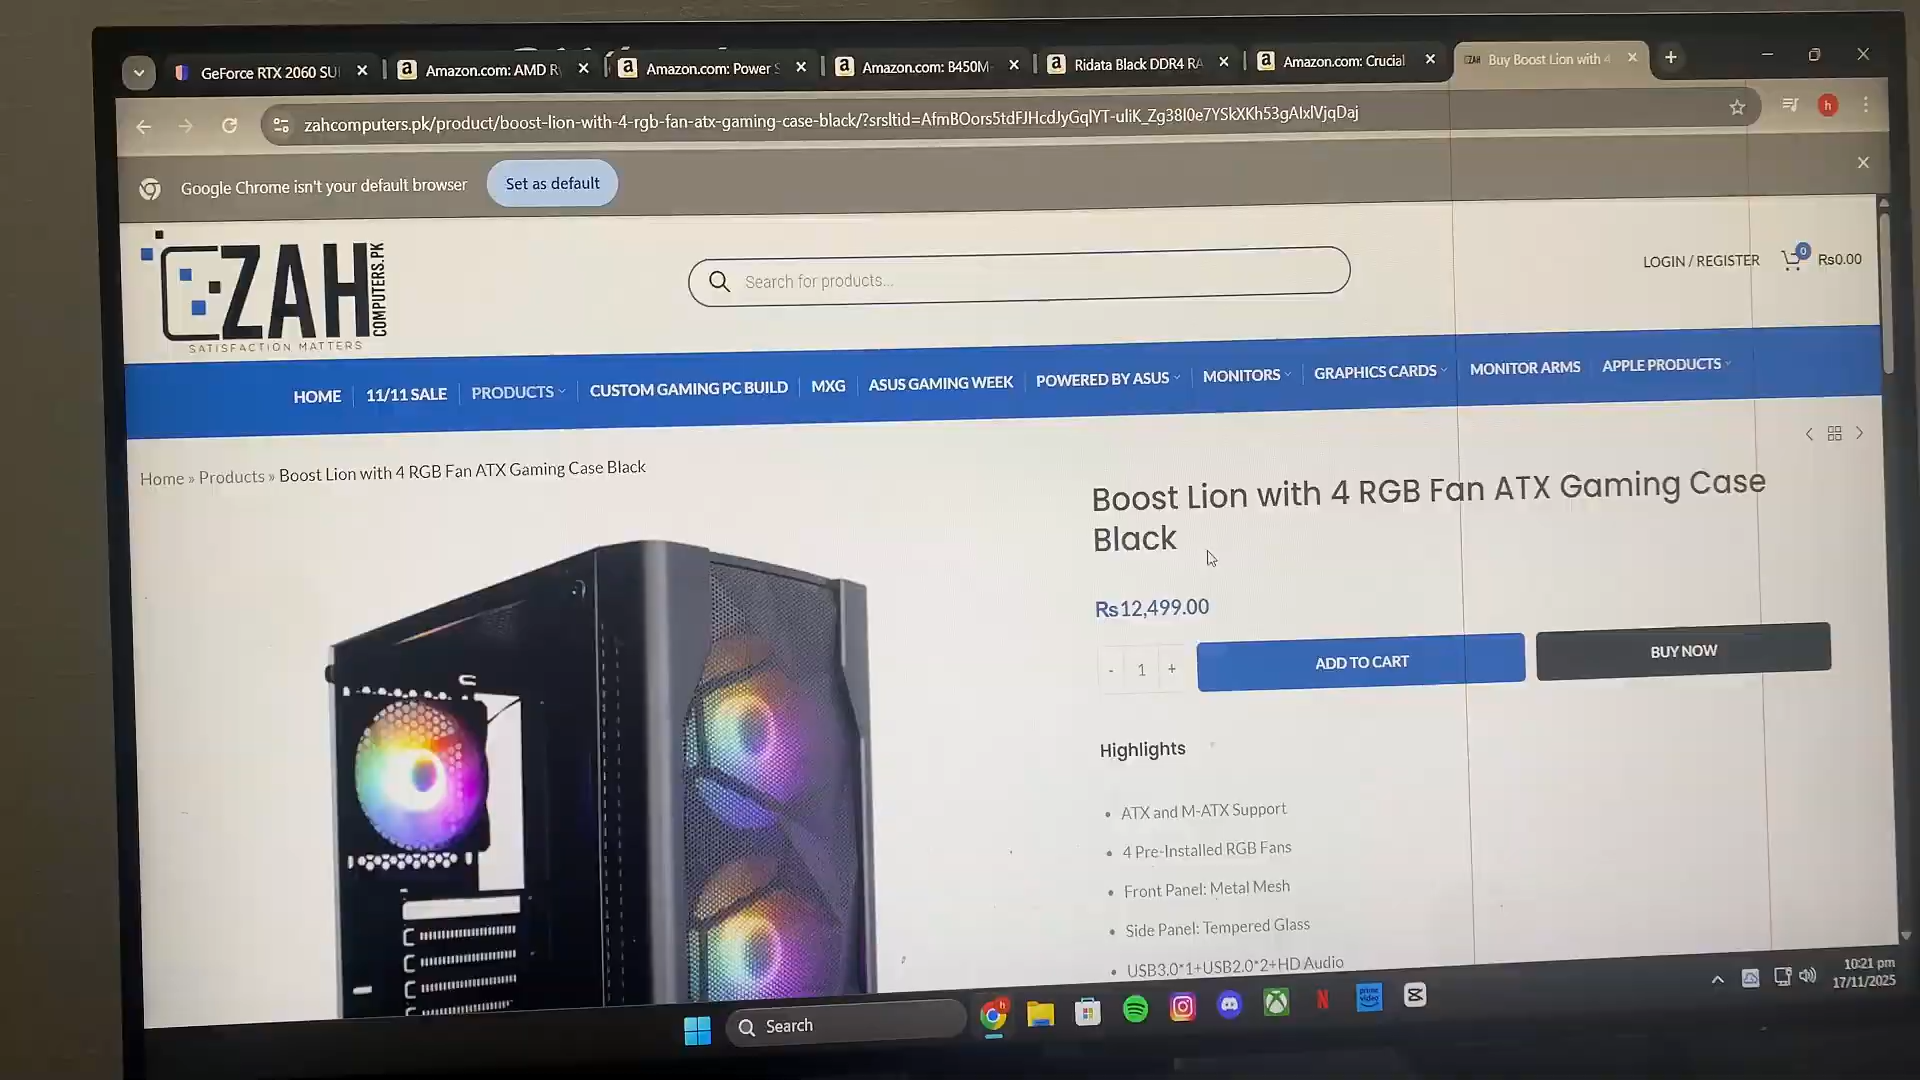 GeForce RTX 2060 SU
Amazon.com: AMD Ry
Amazon.com: Power S
Amazon.com: B450M-
Ridata Black DDR4 RA
Amazon.com: Crucial
Buy Boost Lion with 4
zahcomputers.pk/product/boost-lion-with-4-rgb-fan-atx-gaming-case-black/?srsltid=AfmBOors5tdFJHcdJyGqlYT-uliK_Zg38I0e7YSkXKh53gAIxlVjqDaj
h
Google Chrome isn't your default browser
Set as default
ZAH
COMPUTERS.PK
SATISFACTION MATTERS
Search for products...
LOGIN / REGISTER
0
Rs0.00
HOME
11/11 SALE
PRODUCTS
CUSTOM GAMING PC BUILD
MXG
ASUS GAMING WEEK
POWERED BY ASUS
MONITORS
GRAPHICS CARDS
MONITOR ARMS
APPLE PRODUCTS
Home » Products » Boost Lion with 4 RGB Fan ATX Gaming Case Black
Boost Lion with 4 RGB Fan ATX Gaming Case
Black
Rs12,499.00
- 1 +
ADD TO CART
BUY NOW
Highlights
• ATX and M-ATX Support
• 4 Pre-Installed RGB Fans
• Front Panel: Metal Mesh
• Side Panel: Tempered Glass
• USB3.0*1+USB2.0*2+HD Audio
Search
prime video
10:21 pm
17/11/2025